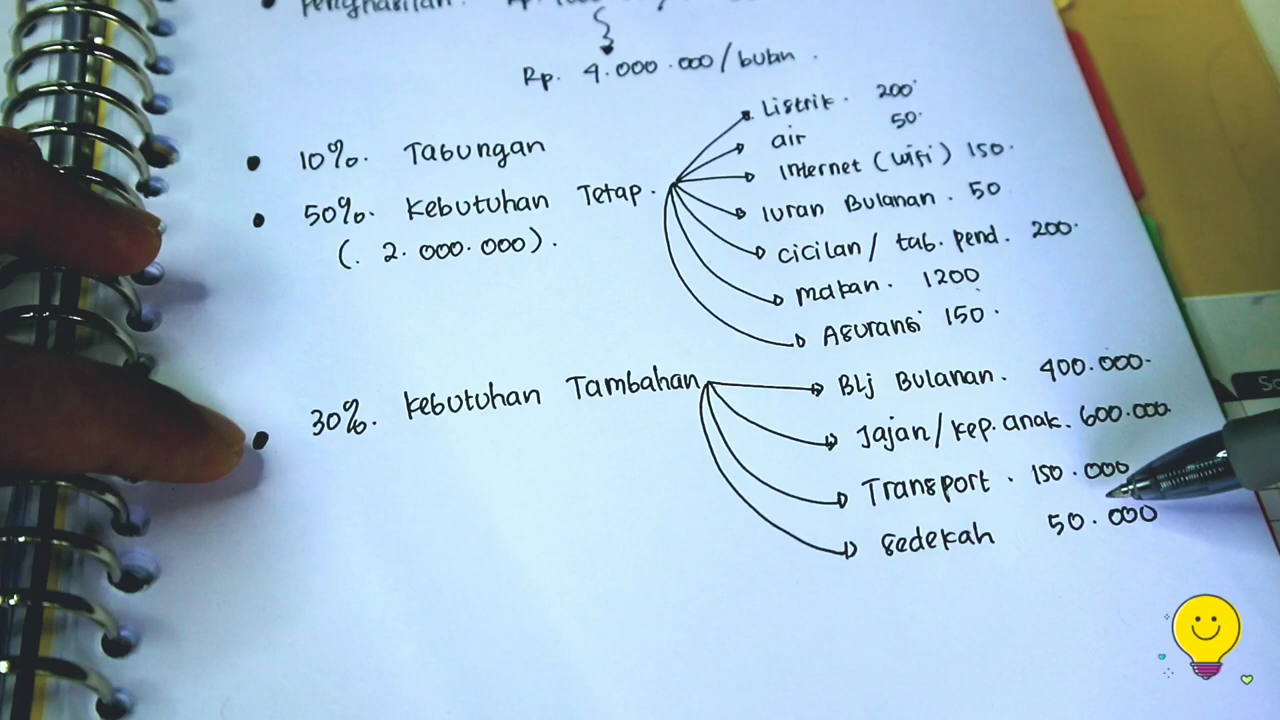 Penghasilan. Rp.
Rp. 4.000.000/bulan.
10%. Tabungan
50%. Kebutuhan Tetap.
(. 2.000.000).
Listrik. 200
air 50.
Internet (wifi) 150.
Iuran Bulanan. 50
cicilan/ tab. pend. 200.
makan. 1200
Asuransi 150.
30%. Kebutuhan Tambahan
Blj Bulanan. 400.000.
Jajan/kep. anak. 600.000.
Transport. 150.000
sedekah 50.000